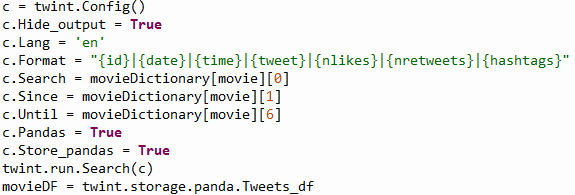 c = twint.Config()
c.Hide_output = True
c.Lang = 'en'
c.Format = "{id}|{date}|{time}|{tweet}|{nlikes}|{nretweets}|{hashtags}"
c.Search = movieDictionary[movie][0]
c.Since = movieDictionary[movie][1]
c.Until = movieDictionary[movie][6]
c.Pandas = True
c.Store_pandas = True
twint.run.Search(c)
movieDF = twint.storage.panda.Tweets_df